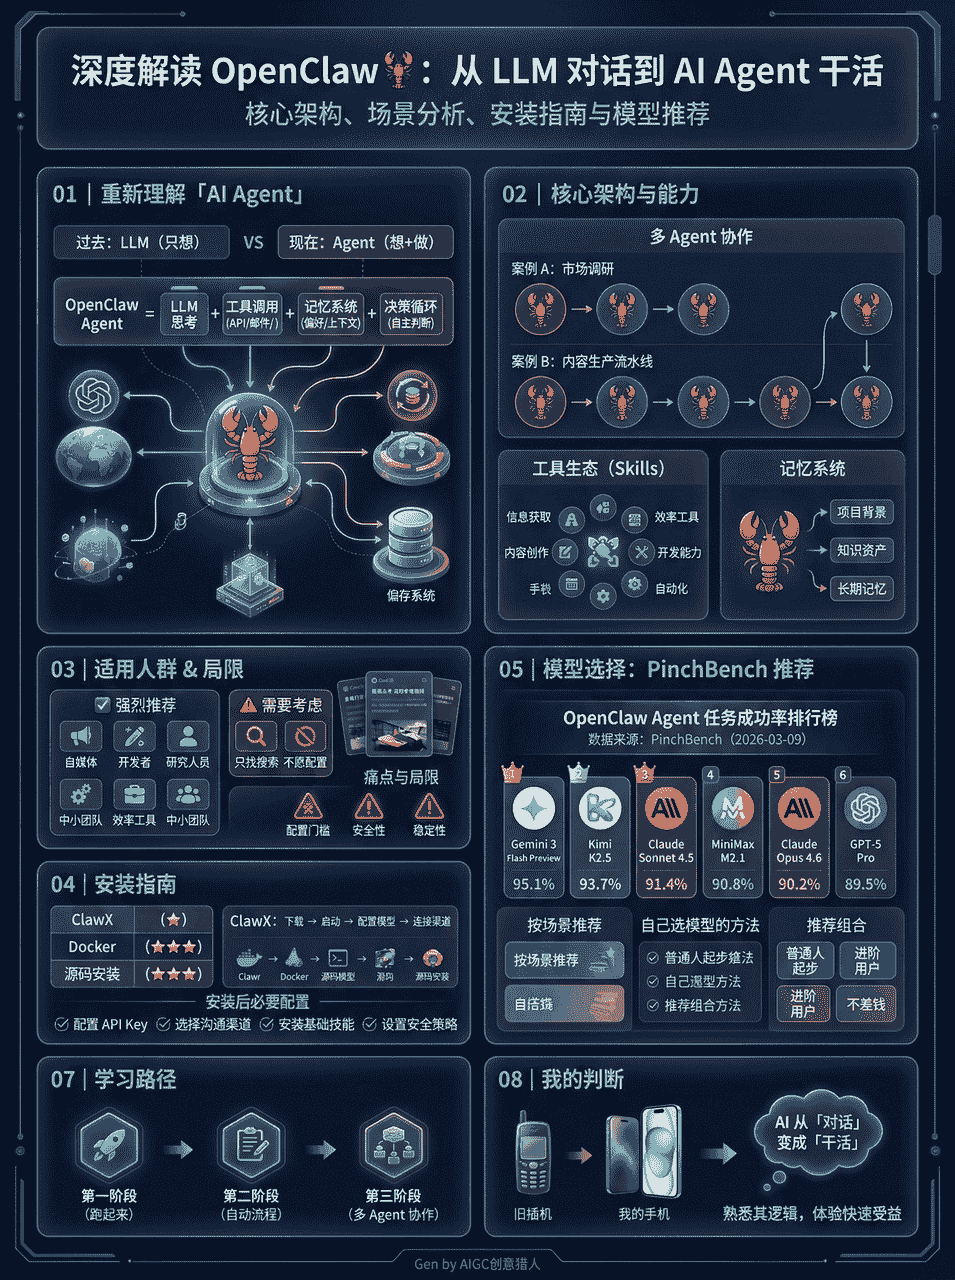 深度解读 OpenClaw：从 LLM 对话到 AI Agent 干活
核心架构、场景分析、安装指南与模型推荐
01｜重新理解「AI Agent」
过去：LLM（只想）
VS
现在：Agent（想+做）
OpenClaw Agent
=
LLM 思考
+
工具调用
(API/邮件/)
+
记忆系统
(偏好/上下文)
+
决策循环
(自主判断)
偏存系统
02｜核心架构与能力
多 Agent 协作
案例 A：市场调研
案例 B：内容生产流水线
工具生态（Skills）
信息获取
效率工具
内容创作
开发能力
自动化
记忆系统
项目背景
知识资产
长期记忆
03｜适用人群 & 局限
强烈推荐
自媒体
开发者
研究人员
中小团队
效率工具
中小团队
需要考虑
只找搜索
不愿配置
痛点与局限
配置门槛
安全性
稳定性
04｜安装指南
ClawX
(★)
Docker
(★★★)
源码安装
(★★★)
ClawX：下载 → 启动 → 配置模型 → 连接渠道
Clawr
Docker
源码模型
源码安装
安装后必要配置
配置 API Key
选择沟通渠道
安装基础技能
设置安全策略
05｜模型选择：PinchBench 推荐
OpenClaw Agent 任务成功率排行榜
数据来源：PinchBench（2026-03-09）
1
Gemini 3
Flash Preview
95.1%
2
Kimi
K2.5
93.7%
3
Claude
Sonnet 4.5
91.4%
4
MiniMax
M2.1
90.8%
5
Claude
Opus 4.6
90.2%
6
GPT-5
Pro
89.5%
按场景推荐
按场景推荐
自己选模型的方法
推荐组合方法
推荐组合
普通人
起步
进阶
用户
进阶
用户
不差钱
07｜学习路径
第一阶段
（跑起来）
第二阶段
（自动流程）
第三阶段
（多 Agent 协作）
08｜我的判断
我的手机
AI 从「对话」
变成「干活」
熟悉其逻辑，体验快速受益
Gen by AIGC创意猎人